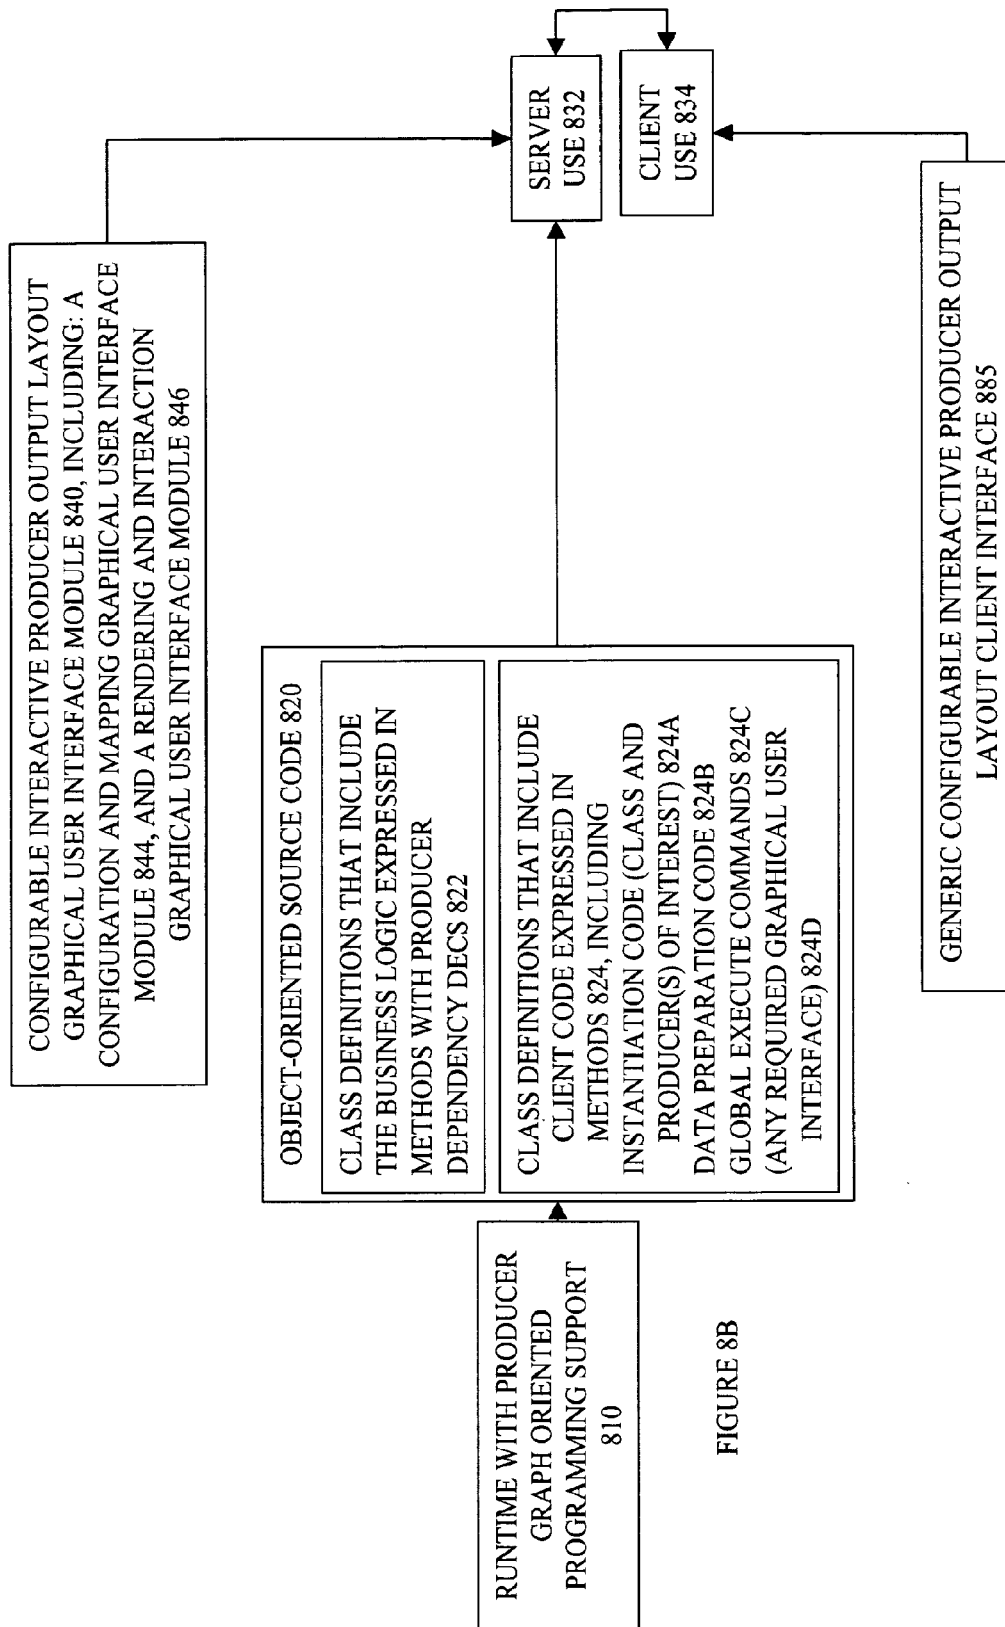 RUNTIME WITH PRODUCER
GRAPH ORIENTED
PROGRAMMING SUPPORT
810
OBJECT-ORIENTED SOURCE CODE 820
CLASS DEFINITIONS THAT INCLUDE
THE BUSINESS LOGIC EXPRESSED IN
METHODS WITH PRODUCER
DEPENDENCY DECS 822
CLASS DEFINITIONS THAT INCLUDE
CLIENT CODE EXPRESSED IN
METHODS 824, INCLUDING
INSTANTIATION CODE (CLASS AND
PRODUCER(S) OF INTEREST) 824A
DATA PREPARATION CODE 824B
GLOBAL EXECUTE COMMANDS 824C
(ANY REQUIRED GRAPHICAL USER
INTERFACE) 824D
CONFIGURABLE INTERACTIVE PRODUCER OUTPUT LAYOUT
GRAPHICAL USER INTERFACE MODULE 840, INCLUDING: A
CONFIGURATION AND MAPPING GRAPHICAL USER INTERFACE
MODULE 844, AND A RENDERING AND INTERACTION
GRAPHICAL USER INTERFACE MODULE 846
SERVER
USE 832
CLIENT
USE 834
GENERIC CONFIGURABLE INTERACTIVE PRODUCER OUTPUT
LAYOUT CLIENT INTERFACE 885
FIGURE 8B